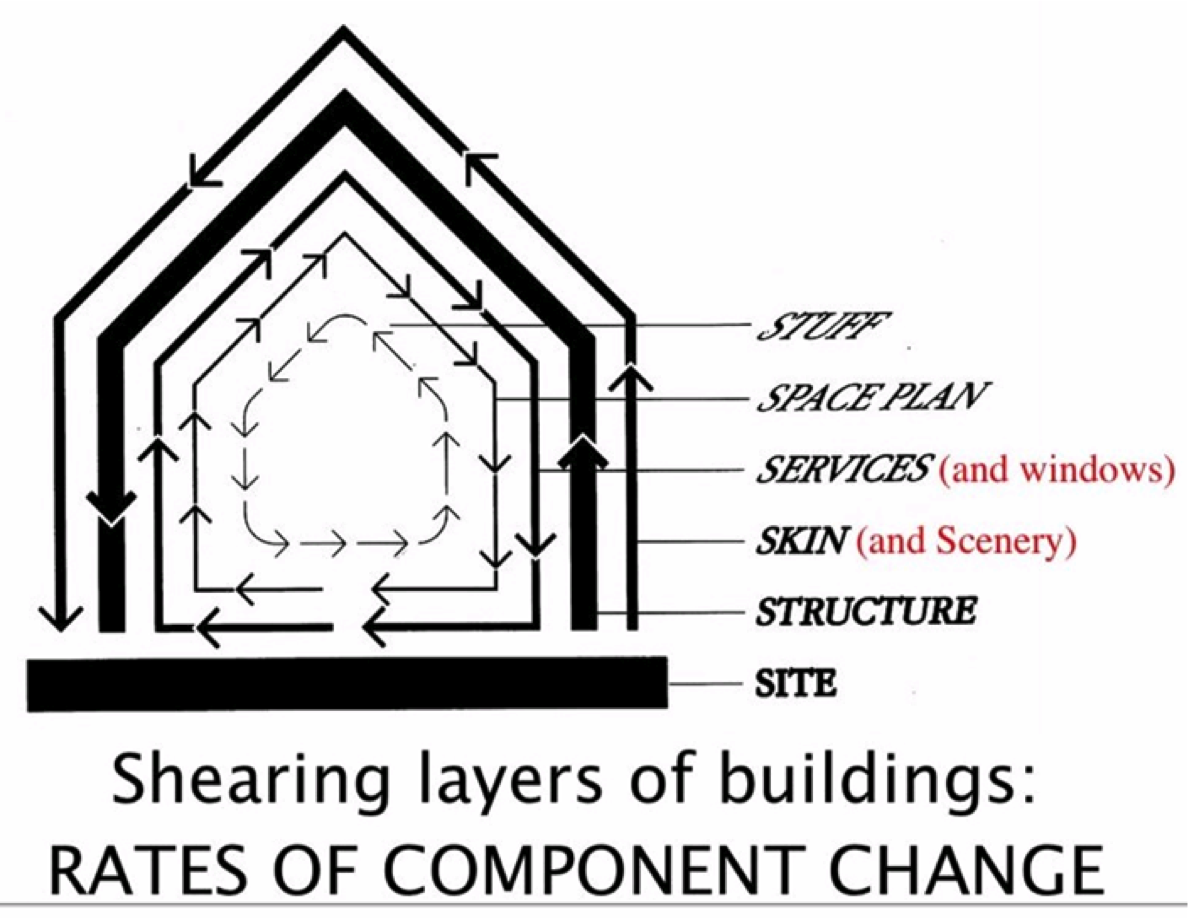 STUFF
SPACE PLAN
SERVICES (and windows)
SKIN (and Scenery)
STRUCTURE
SITE
Shearing layers of buildings:
RATES OF COMPONENT CHANGE